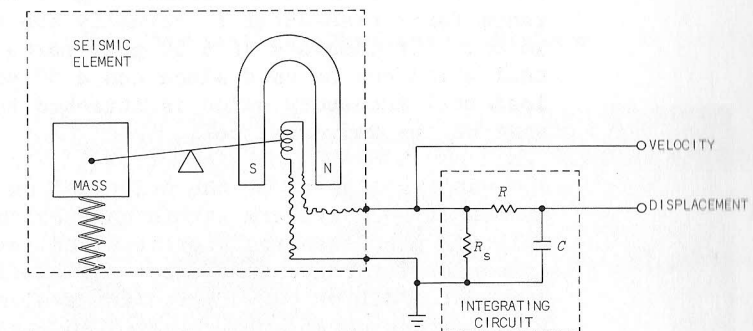 SEISMIC
ELEMENT
MASS
S
N
VELOCITY
DISPLACEMENT
R
Rs
C
INTEGRATING
CIRCUIT